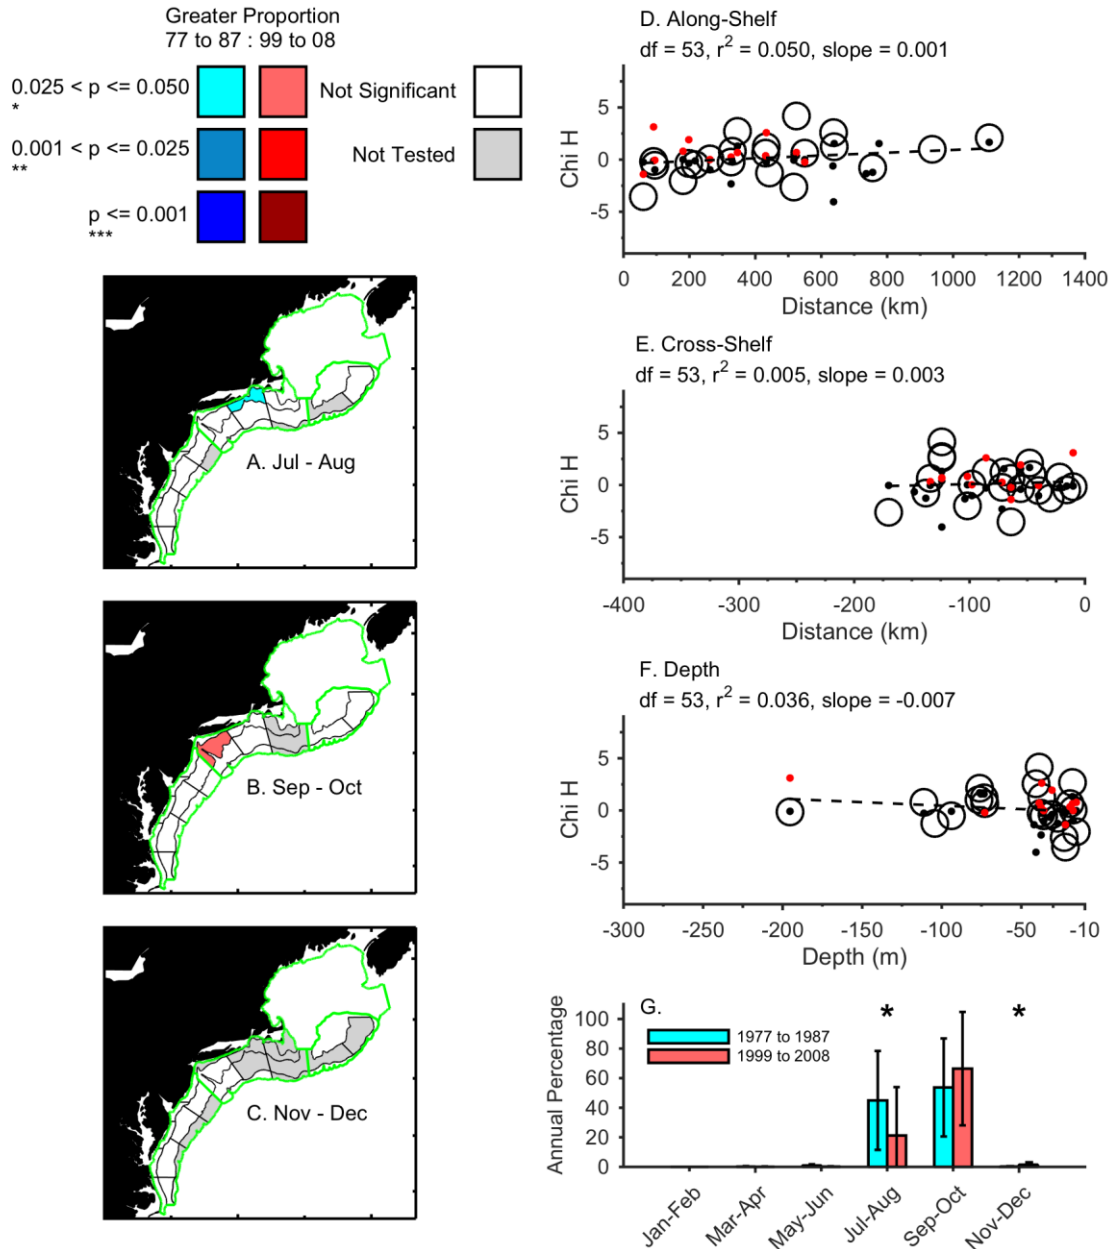 Greater Proportion
77 to 87 : 99 to 08
0.025 < p <= 0.050
*
Not Significant
0.001 < p <= 0.025
**
Not Tested
p <= 0.001
***
A. Jul - Aug
B. Sep - Oct
C. Nov - Dec
D. Along-Shelf
df = 53, r² = 0.050, slope = 0.001
Chi H
5
0
-5
0 200 400 600 800 1000 1200 1400
Distance (km)
E. Cross-Shelf
df = 53, r² = 0.005, slope = 0.003
Chi H
5
0
-5
-400 -300 -200 -100 0
Distance (km)
F. Depth
df = 53, r² = 0.036, slope = -0.007
Chi H
5
0
-5
-300 -250 -200 -150 -100 -50 -10
Depth (m)
G.
1977 to 1987
1999 to 2008
* *
Annual Percentage
100
80
60
40
20
0
Jan-Feb Mar-Apr May-Jun Jul-Aug Sep-Oct Nov-Dec